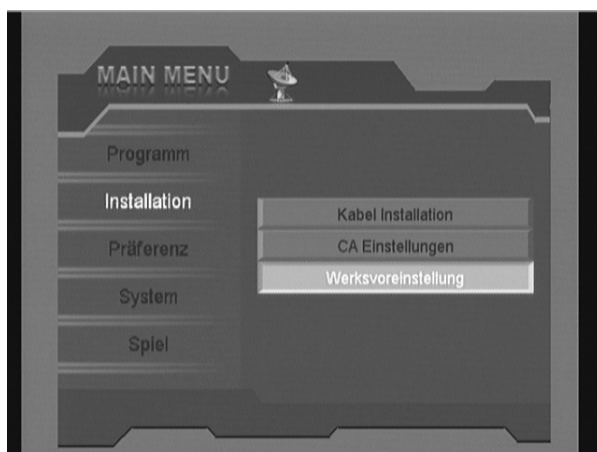 MAIN MENU
Programm
Installation
Präferenz
System
Spiel
Kabel Installation
CA Einstellungen
Werksvoreinstellung